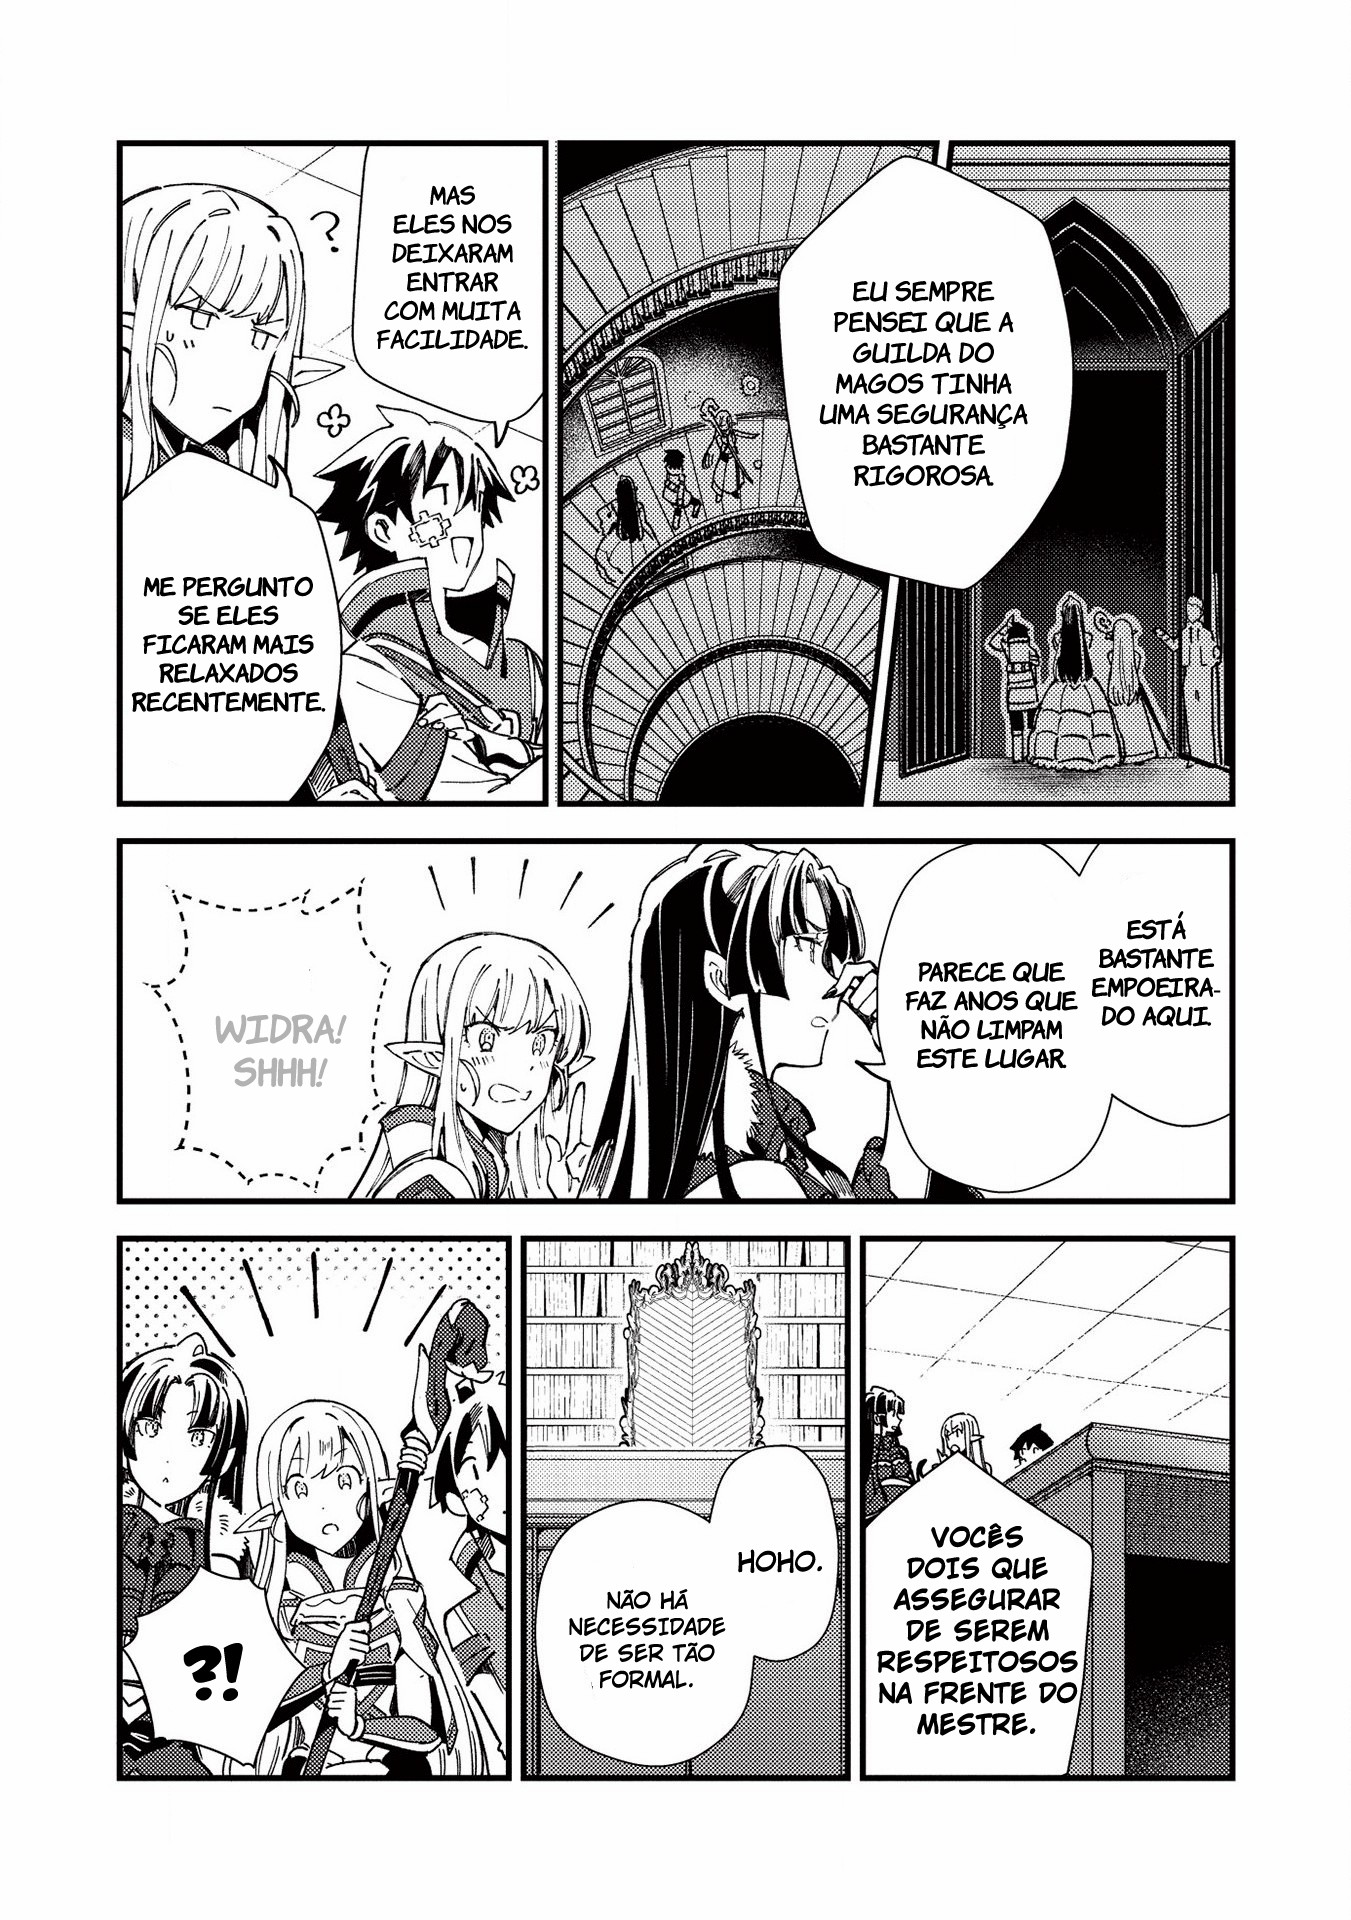 EU SEMPRE
PENSEI QUE A
GUILDA DO
MAGOS TINHA
UMA SEGURANÇA
BASTANTE
RIGOROSA
MAS
ELES NOS
DEIXARAM
ENTRAR
COM MUITA
FACILIDADE.
?
ME PERGUNTO
SE ELES
FICARAM MAIS
RELAXADOS
RECENTEMENTE.
ESTÁ
BASTANTE
EMPOEIRA-
DO AQUI.
PARECE QUE
FAZ ANOS QUE
NÃO LIMPAM
ESTE LUGAR.
WIDRA!
SHHH!
VOCÊS
DOIS QUE
ASSEGURAR
DE SEREM
RESPEITOSOS
NA FRENTE DO
MESTRE.
HOHO.
NÃO HÁ
NECESSIDADE
DE SER TÃO
FORMAL.
?!